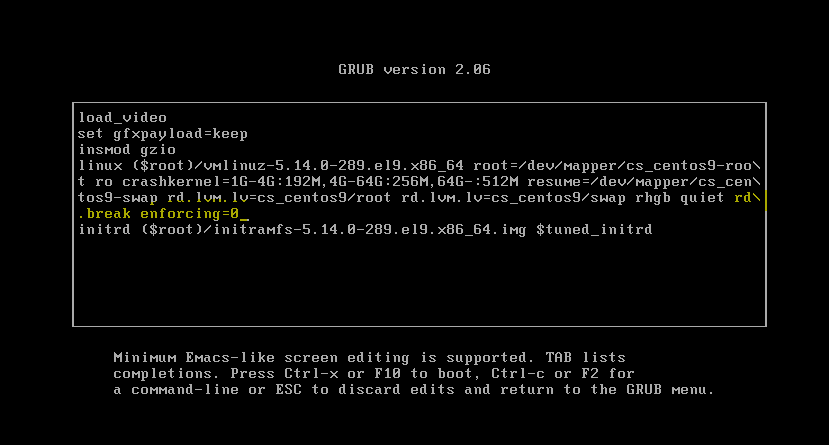 GRUB version 2.06
load_video
set gfxpayload=keep
insmod gzio
linux ($root)/vmlinuz-5.14.0-289.el9.x86_64 root=/dev/mapper/cs_centos9-roo\
t ro crashkernel=1G-4G:192M,4G-64G:256M,64G-:512M resume=/dev/mapper/cs_cen\
tos9-swap rd.lvm.lv=cs_centos9/root rd.lvm.lv=cs_centos9/swap rhgb quiet rd\
.break enforcing=0_
initrd ($root)/initramfs-5.14.0-289.el9.x86_64.img $tuned_initrd
Minimum Emacs-like screen editing is supported. TAB lists
completions. Press Ctrl-x or F10 to boot, Ctrl-c or F2 for
a command-line or ESC to discard edits and return to the GRUB menu.